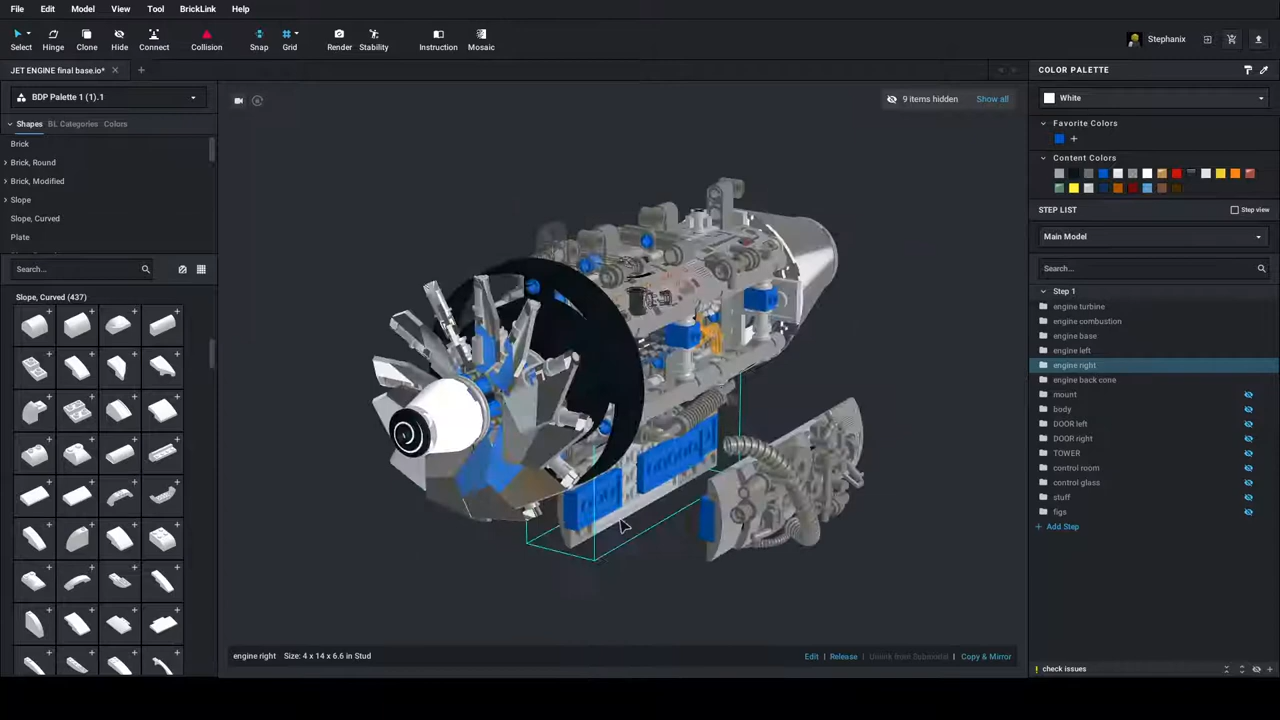 File Edit Model View Tool BrickLink Help
Select Hinge Clone Hide Connect Collision Snap Grid Render Stability Instruction Mosaic
Stephanix
JET ENGINE final base.io*
BDP Palette 1 (1).1
Shapes BL Categories Colors
Brick
Brick, Round
Brick, Modified
Slope
Slope, Curved
Plate
Search...
Slope, Curved (437)
9 items hidden Show all
engine right Size: 4 x 14 x 6.6 in Stud
Edit | Release | Unlink from Submodel | Copy & Mirror
COLOR PALETTE
White
Favorite Colors
Content Colors
STEP LIST Step view
Main Model
Search...
Step 1
engine turbine
engine combustion
engine base
engine left
engine right
engine back cone
mount
body
DOOR left
DOOR right
TOWER
control room
control glass
stuff
figs
Add Step
check issues